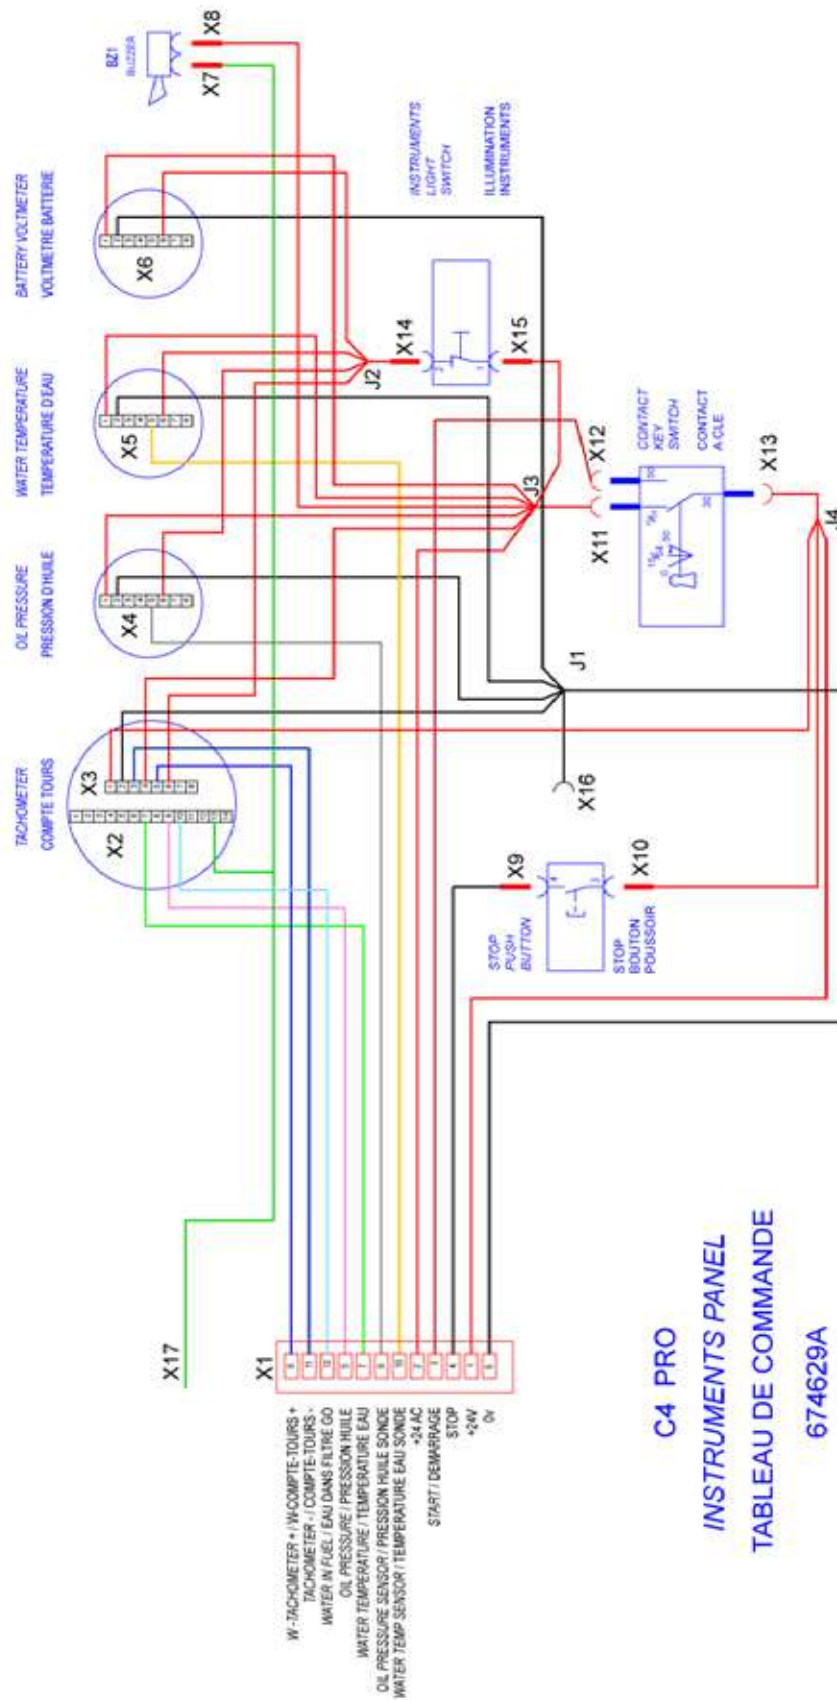 BZ1
BUZZER
X8
X7
BATTERY VOLTMETER
VOLTMETRE BATTERIE
X6
INSTRUMENTS
LIGHT
SWITCH
ILLUMINATION
INSTRUMENTS
WATER TEMPERATURE
TEMPERATURE D'EAU
X5
J2
X14
X15
OIL PRESSURE
PRESSION D'HUILE
X4
J3
X12
X11
CONTACT
KEY
SWITCH
CONTACT
A CLE
X13
J4
TACHOMETER
COMPTE TOURS
X3
X2
J1
X16
X9
X10
STOP
PUSH
BUTTON
STOP
BOUTON
POUSSOIR
X17
X1
W -TACHOMETER + / W-COMPTE-TOURS +
TACHOMETER - / COMPTE-TOURS -
WATER IN FUEL / EAU DANS FILTRE GO
OIL PRESSURE / PRESSION HUILE
WATER TEMPERATURE / TEMPERATURE EAU
OIL PRESSURE SENSOR / PRESSION HUILE SONDE
WATER TEMP SENSOR / TEMPERATURE EAU SONDE
+24 AC
START / DEMARRAGE
STOP
+24V
0v
C4 PRO
INSTRUMENTS PANEL
TABLEAU DE COMMANDE
674629A